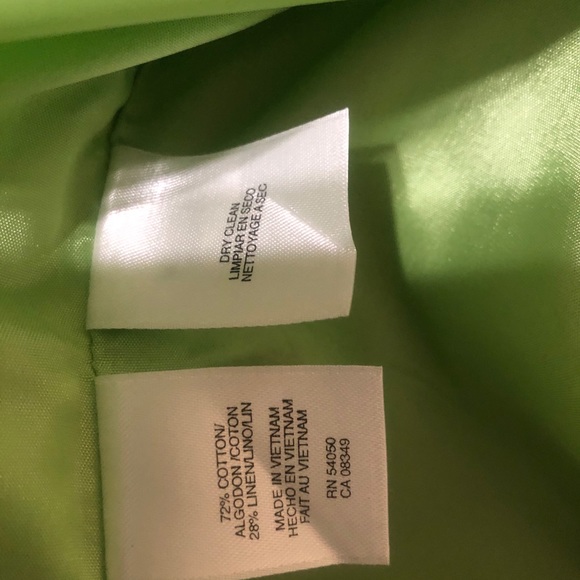 DRY CLEAN
LIMPIAR EN SECO
NETTOYAGE A SEC
72% COTTON/
ALGODON /COTON
28% LINEN/LINO/LIN
MADE IN VIETNAM
HECHO EN VIETNAM
FAIT AU VIETNAM
RN 54050
CA 08349